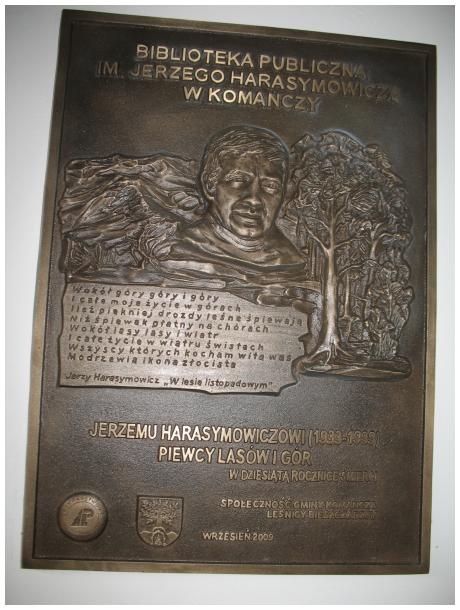 BIBLIOTEKA PUBLICZNA
IM. JERZEGO HARASYMOWICZA
W KOMAŃCZY
Wokół góry góry i góry
I całe moje życie w górach
Ileż piękniej drozdy leśne śpiewają
Niż śpiewak płatny na chórach
Wokół lasy lasy i wiatr
I całe życie w wiatru świstach
Wszyscy których kocham witą was
Modrzewia ikona złocista
Jerzy Harasymowicz „W lesie listopadowym”
JERZEMU HARASYMOWICZOWI (1933-1999)
PIEWCY LASÓW I GÓR
W DZIESIĄTĄ ROCZNICĘ ŚMIERCI
SPOŁECZNOŚĆ GMINY KOMAŃCZA
LEŚNICY BIESZCZADZCY
WRZESIEŃ 2009